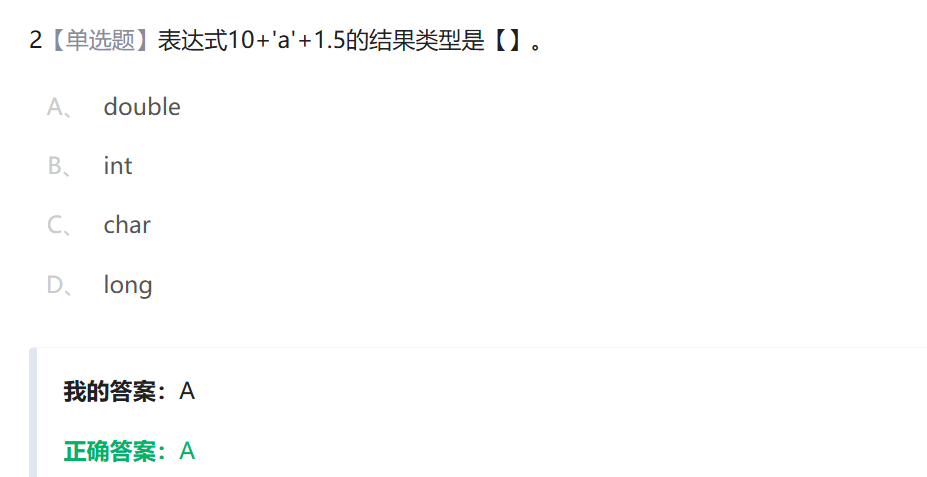 2【单选题】表达式10+'a'+1.5的结果类型是【】。
A、 double
B、 int
C、 char
D、 long
我的答案：A
正确答案：A